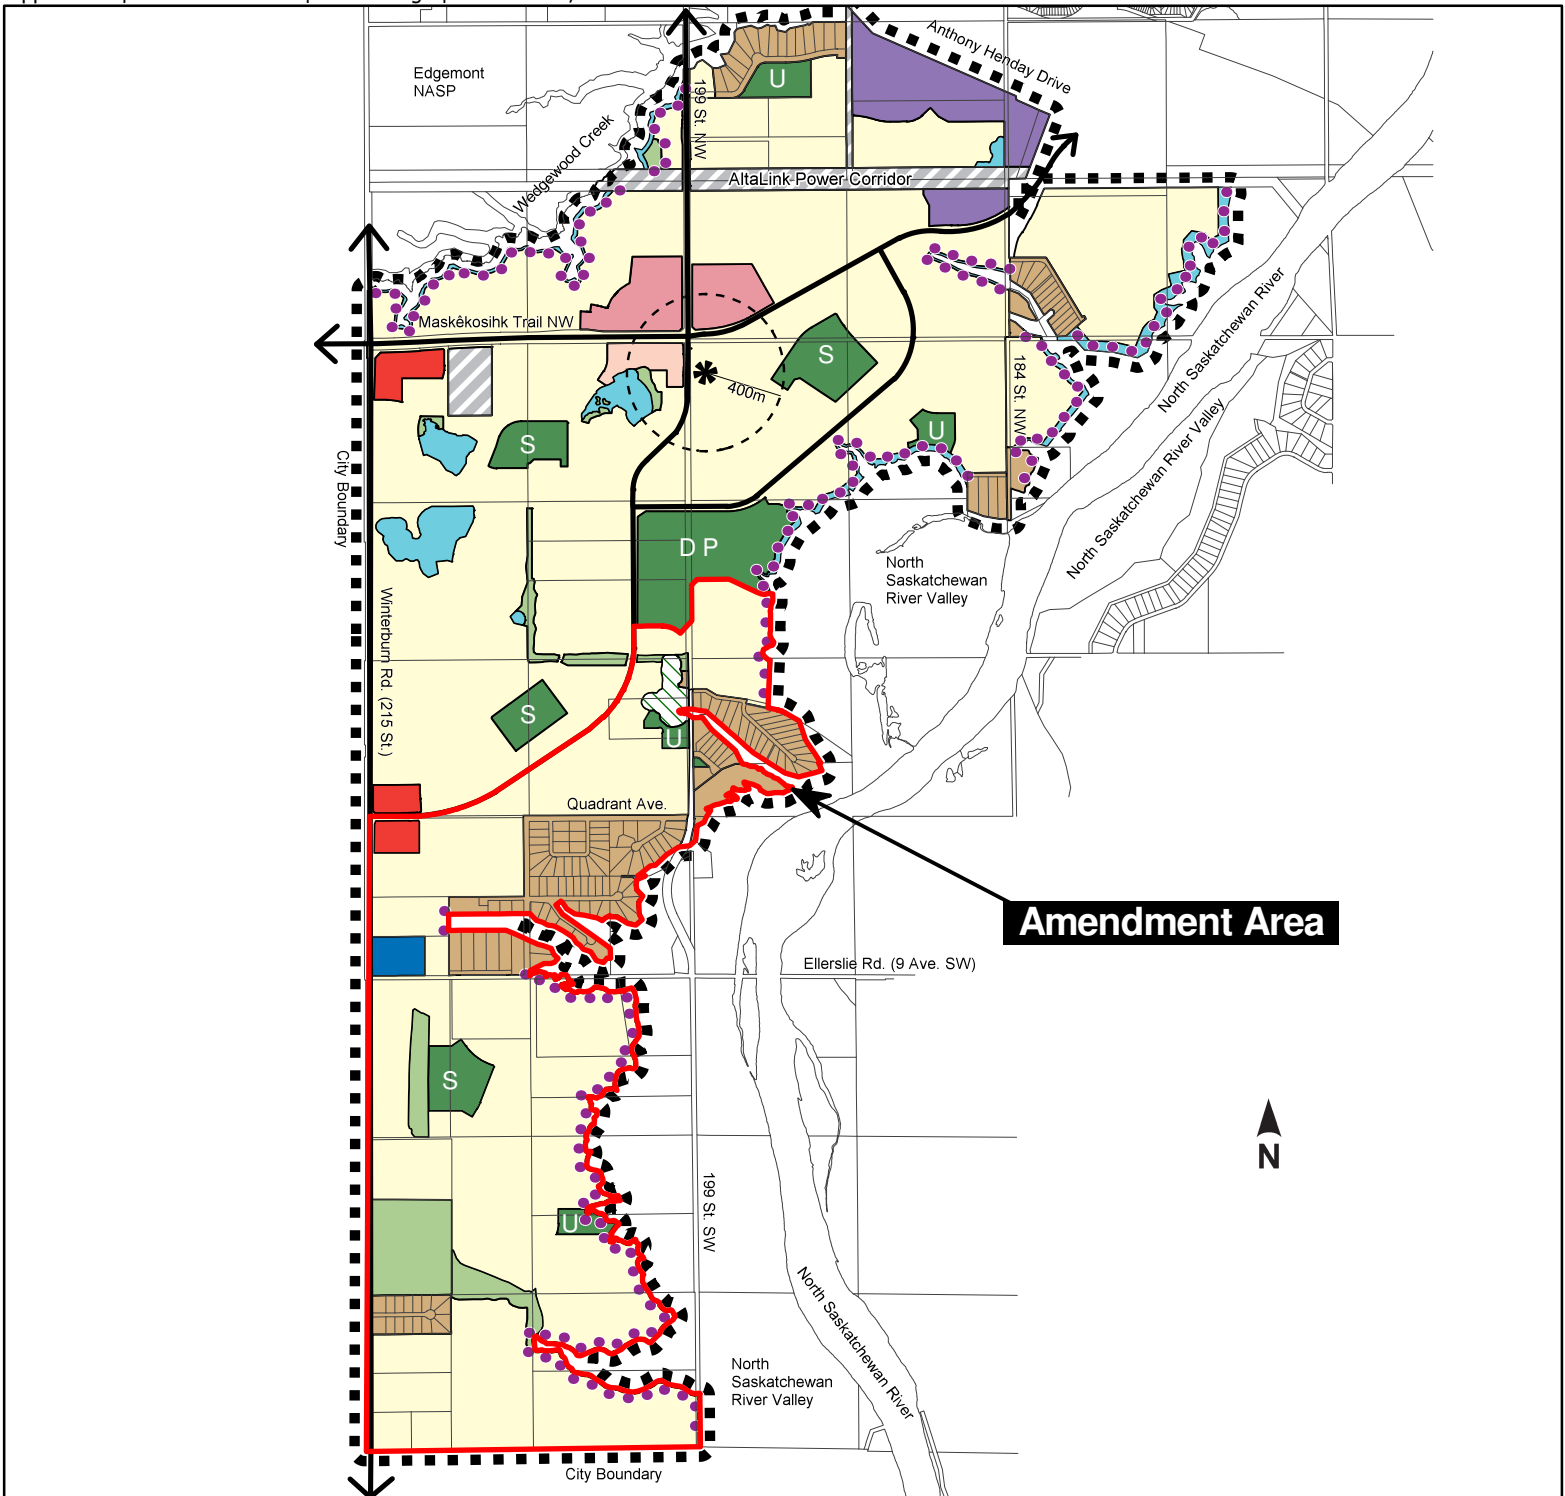 Anthony Henday Drive
Edgemont
NASP
U
199 St. NW
Wedgewood Creek
AltaLink Power Corridor
Maskêkosihk Trail NW
North Saskatchewan River
S
400m
184 St. NW
U
S
North Saskatchewan River Valley
City Boundary
D P
North
Saskatchewan
River Valley
Winterburn Rd. (215 St.)
S
U
Quadrant Ave.
Amendment Area
Ellerslie Rd. (9 Ave. SW)
S
N
199 St. SW
U
North Saskatchewan River
North
Saskatchewan
River Valley
City Boundary